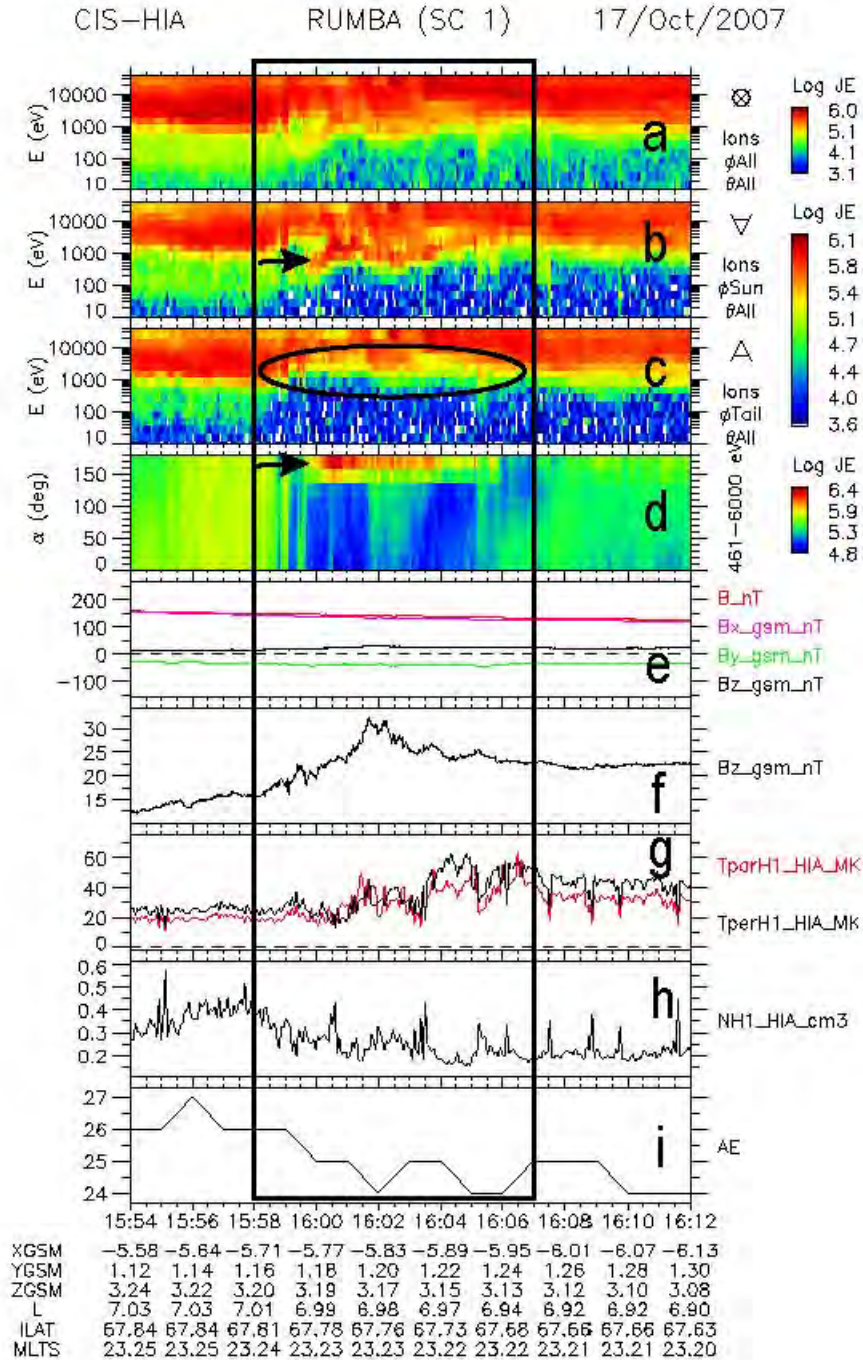 CIS-HIA RUMBA (SC 1) 17/Oct/2007
E (eV)
10000
1000
100
10
a
Ions
φAll
θAll
Log JE
6.0
5.1
4.1
3.1
E (eV)
10000
1000
100
10
b
Ions
φSun
θAll
Log JE
6.1
5.8
5.4
5.1
4.7
4.4
4.0
3.6
E (eV)
10000
1000
100
10
c
Ions
φTail
θAll
α (deg)
150
100
50
0
d
461-6000 eV
Log JE
6.4
5.9
5.3
4.8
200
100
0
-100
e
B_nT
Bx_gsm_nT
By_gsm_nT
Bz_gsm_nT
30
25
20
15
f
Bz_gsm_nT
60
40
20
0
g
TparH1_HIA_MK
TperH1_HIA_MK
0.6
0.5
0.4
0.3
0.2
h
NH1_HIA_cm3
27
26
25
24
i
AE
15:54 15:56 15:58 16:00 16:02 16:04 16:06 16:08 16:10 16:12
XGSM -5.58 -5.64 -5.71 -5.77 -5.83 -5.89 -5.95 -6.01 -6.07 -6.13
YGSM 1.12 1.14 1.16 1.18 1.20 1.22 1.24 1.26 1.28 1.30
ZGSM 3.24 3.22 3.20 3.19 3.17 3.15 3.13 3.12 3.10 3.08
L 7.03 7.03 7.01 6.99 6.98 6.97 6.94 6.92 6.92 6.90
ILAT 67.84 67.84 67.81 67.78 67.76 67.73 67.68 67.66 67.66 67.63
MLTS 23.25 23.25 23.24 23.23 23.23 23.22 23.22 23.21 23.21 23.20